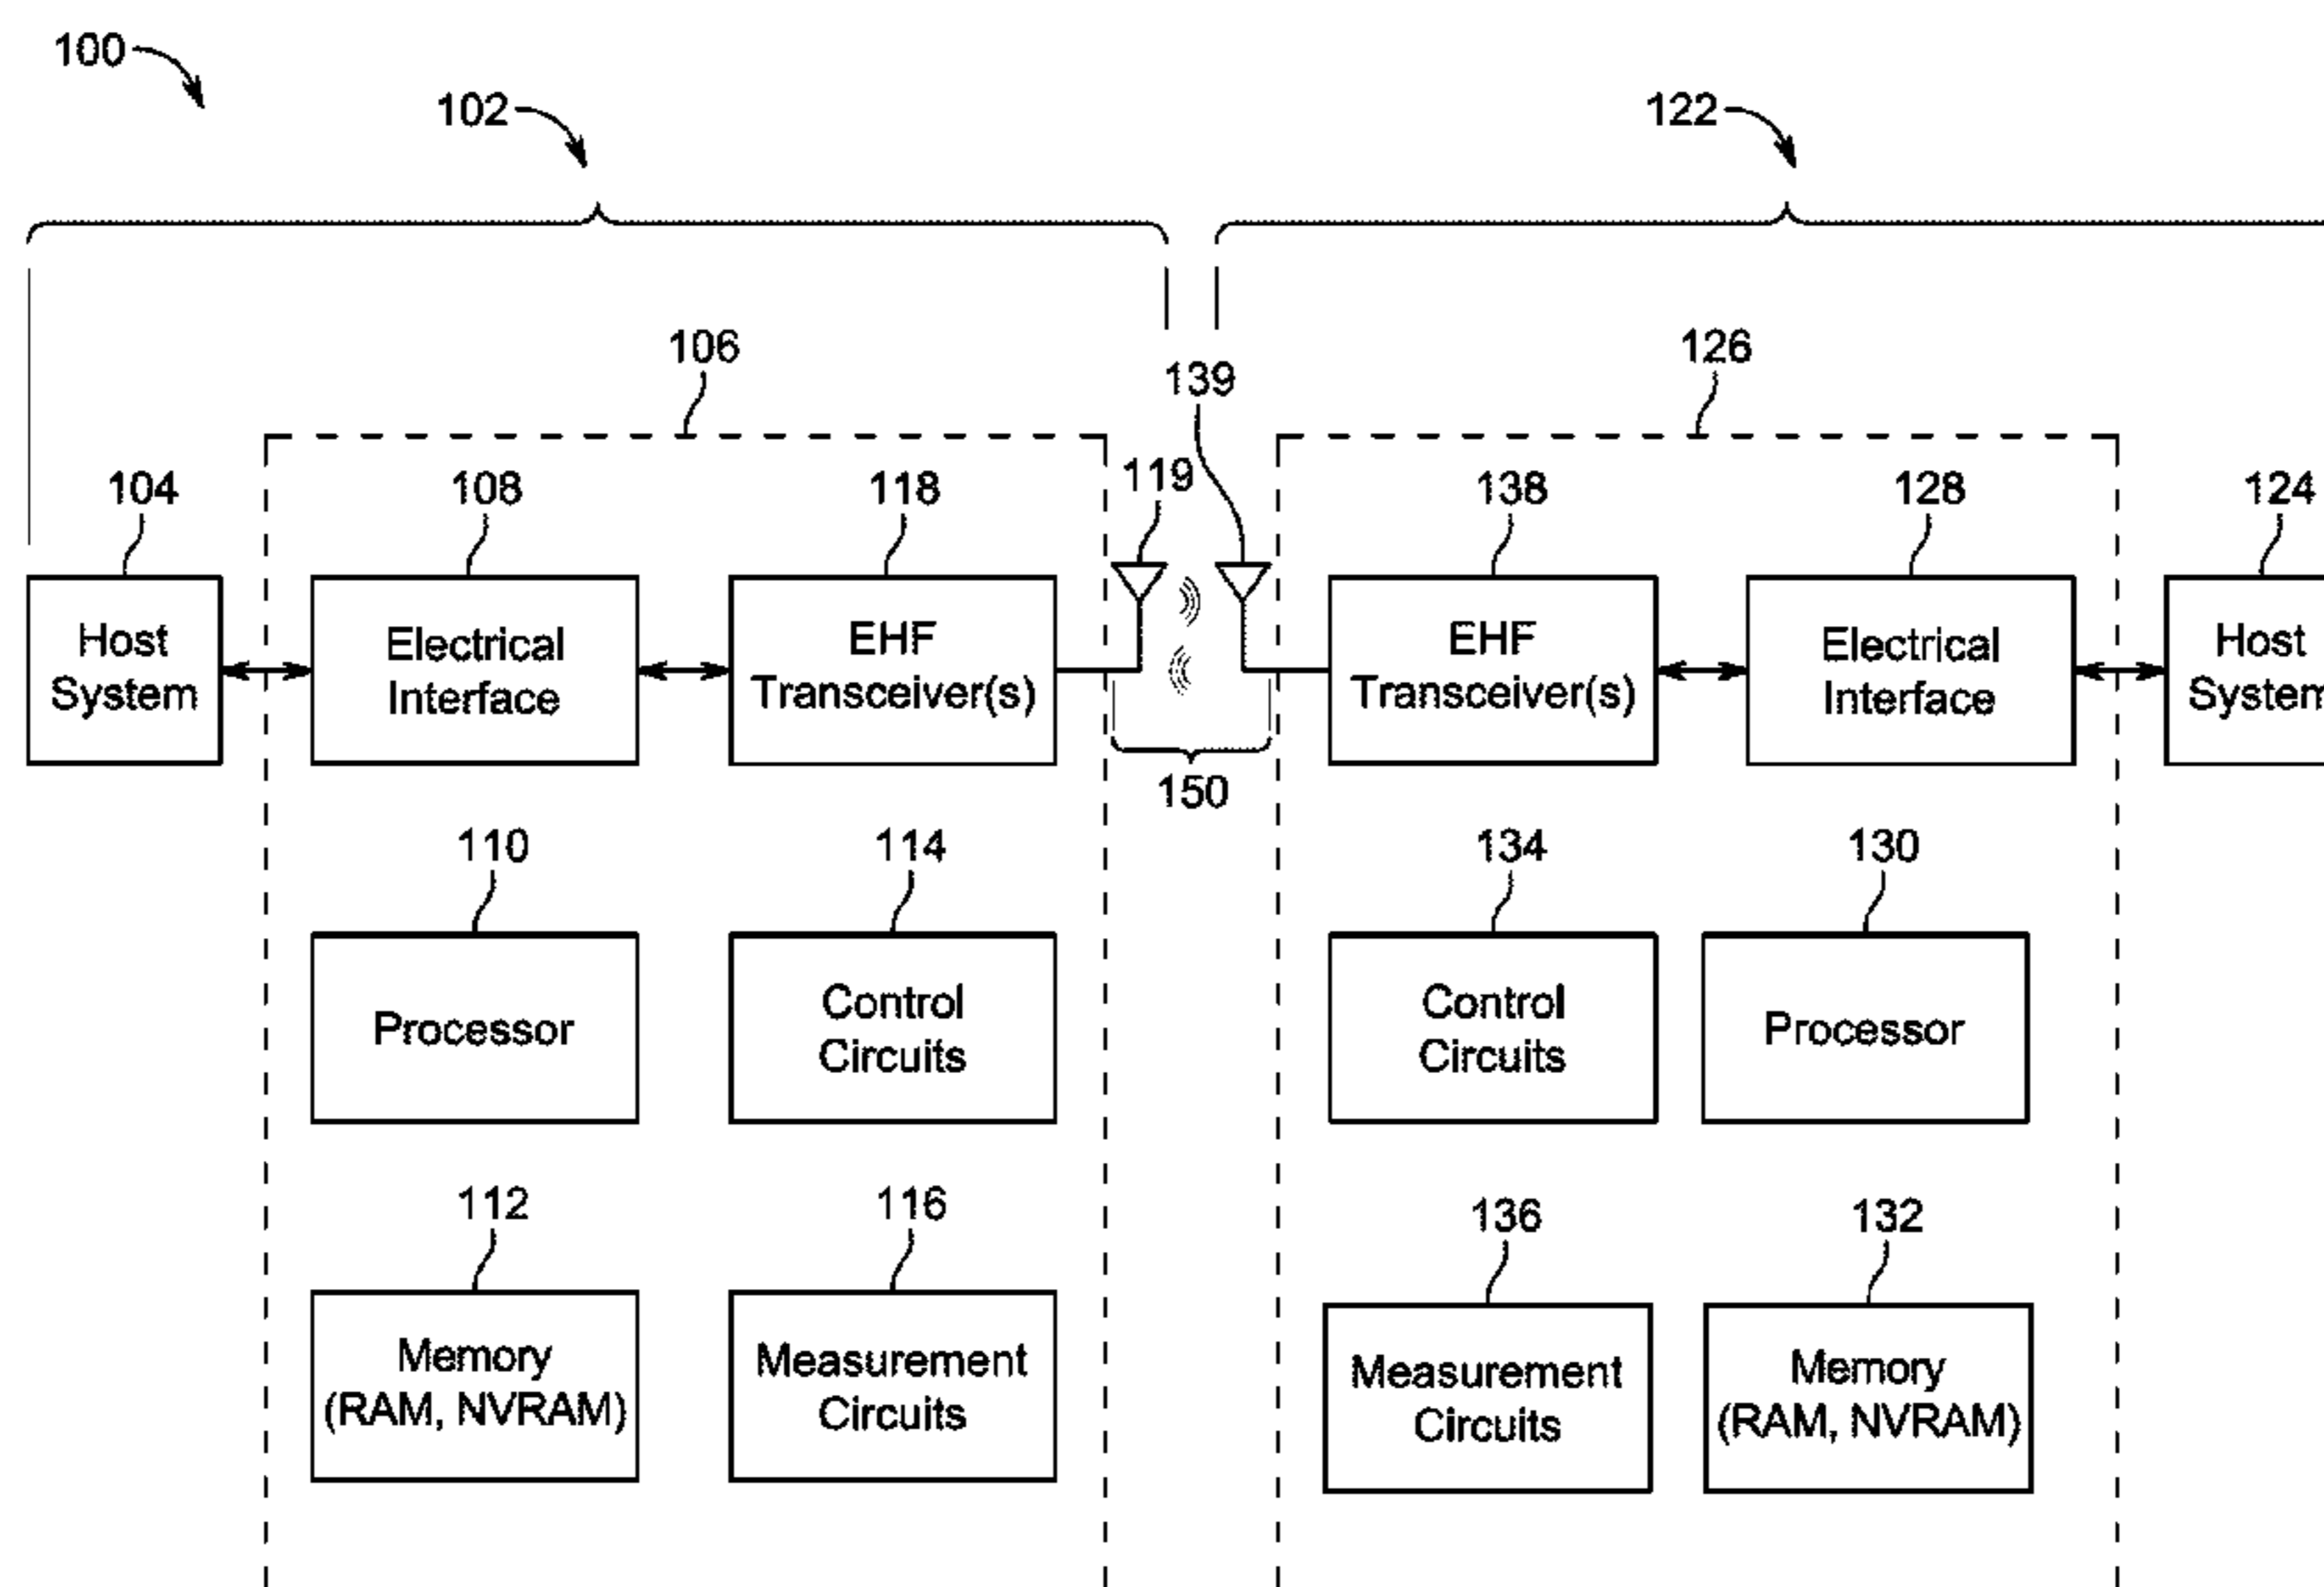 100
102
122
106
126
139
119
104
108
118
138
128
124
Host
System
Electrical
Interface
EHF
Transceiver(s)
EHF
Transceiver(s)
Electrical
Interface
Host
System
150
110
114
134
130
Processor
Control
Circuits
Control
Circuits
Processor
112
116
136
132
Memory
(RAM, NVRAM)
Measurement
Circuits
Measurement
Circuits
Memory
(RAM, NVRAM)